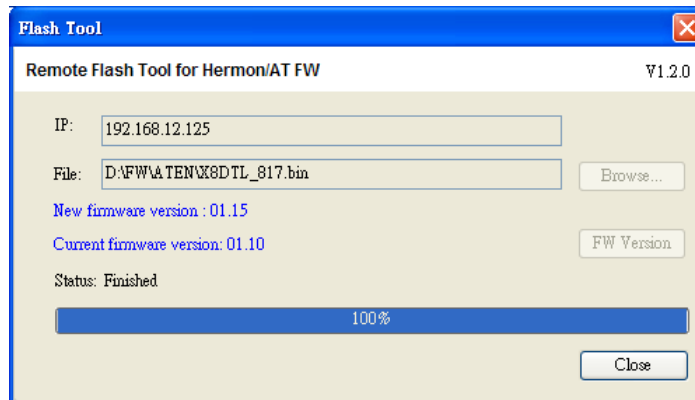 Flash Tool
Remote Flash Tool for Hermon/AT FW V1.2.0
IP: 192.168.12.125
File: D:\FW\ATEN\X8DTL_817.bin Browse...
New firmware version : 01.15
Current firmware version: 01.10 FW Version
Status: Finished
100%
Close